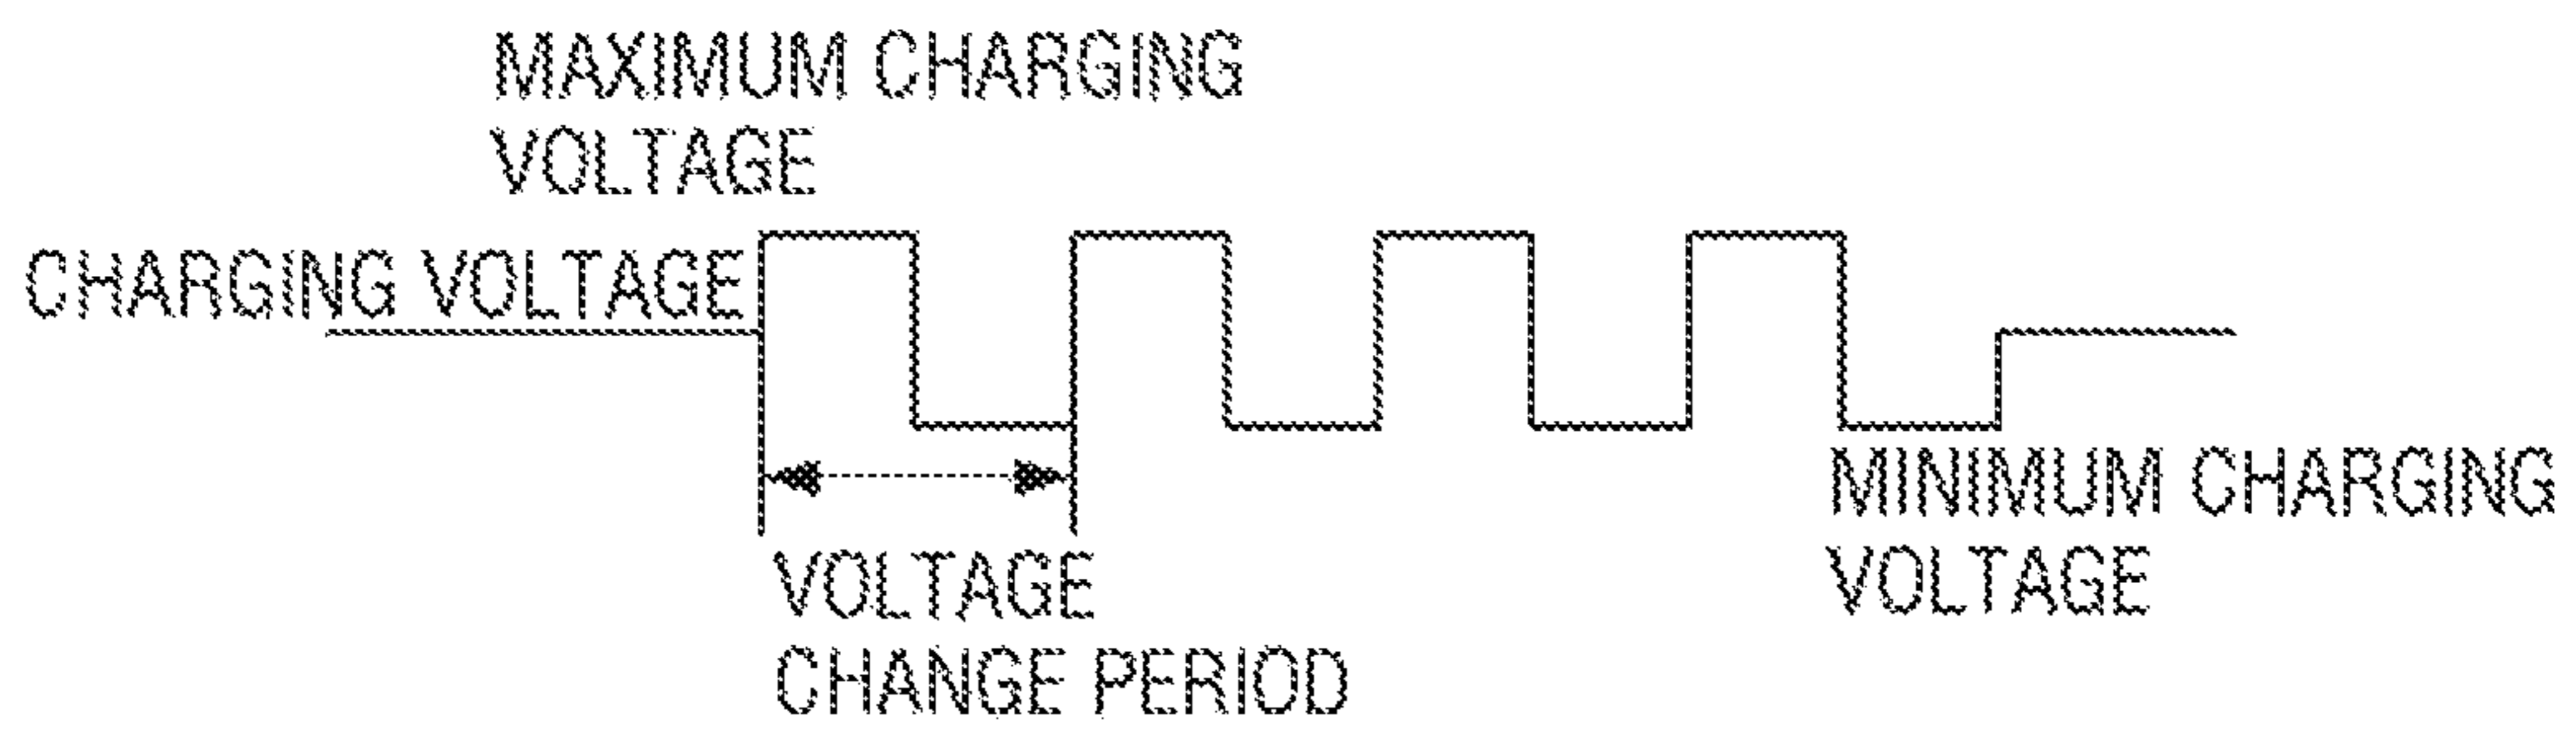 MAXIMUM CHARGING
VOLTAGE
CHARGING VOLTAGE
MINIMUM CHARGING
VOLTAGE
VOLTAGE
CHANGE PERIOD